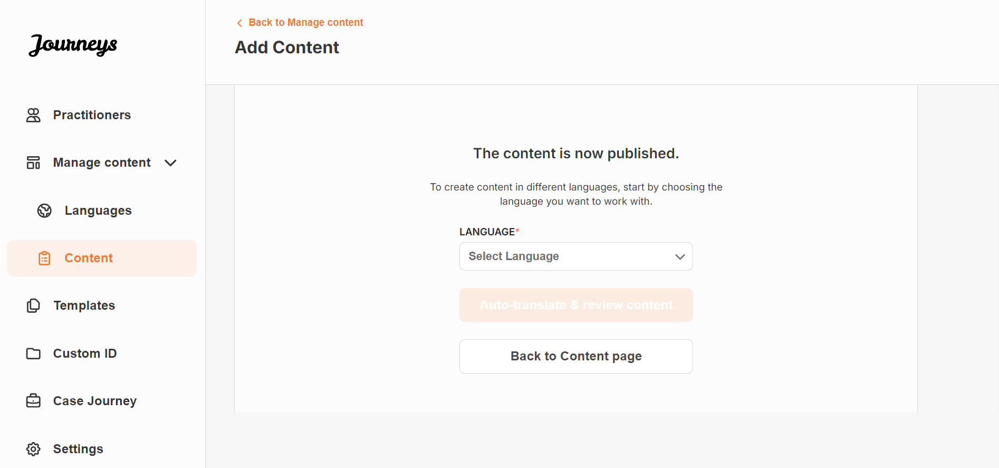 Journeys
Practitioners
Manage content
Languages
Content
Templates
Custom ID
Case Journey
Settings
Back to Manage content
Add Content
The content is now published.
To create content in different languages, start by choosing the
language you want to work with.
LANGUAGE*
Select Language
Auto-translate & review content
Back to Content page